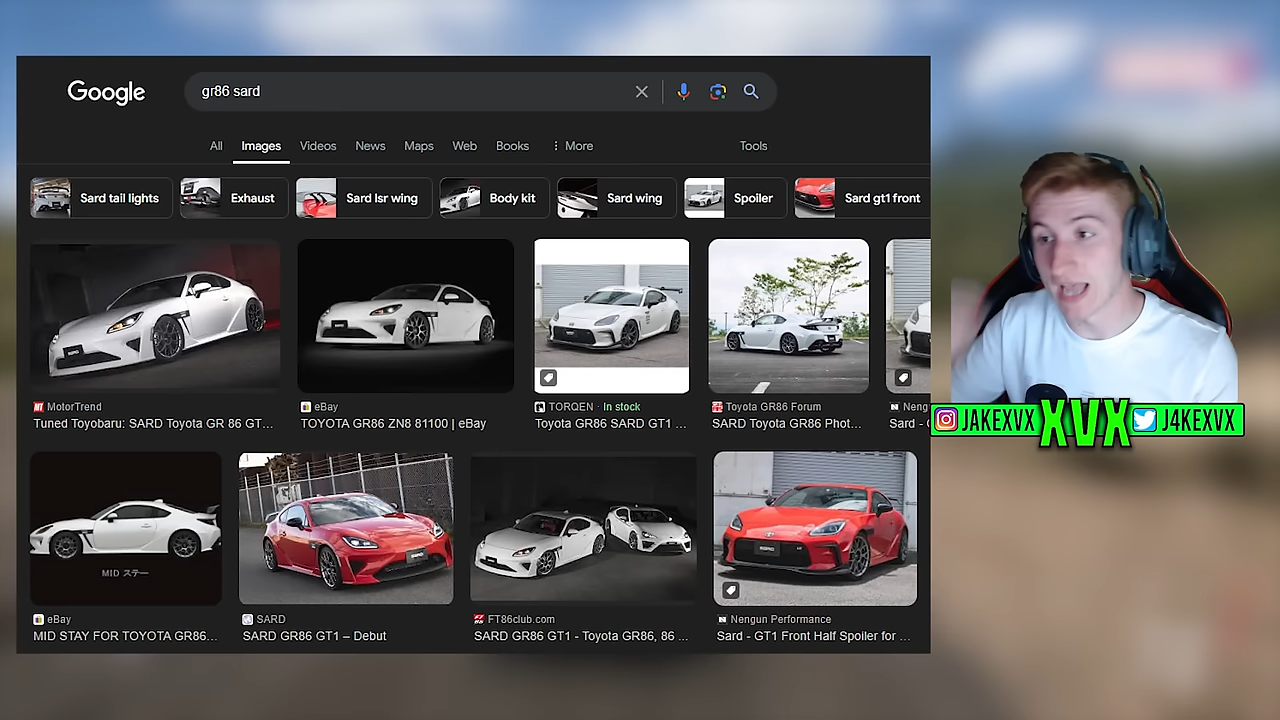 Google
gr86 sard
All Images Videos News Maps Web Books More Tools
Sard tail lights Exhaust Sard lsr wing Body kit Sard wing Spoiler Sard gt1 front
MotorTrend
Tuned Toyobaru: SARD Toyota GR 86 GT...
eBay
TOYOTA GR86 ZN8 81100 | eBay
TORQEN · In stock
Toyota GR86 SARD GT1 ...
Toyota GR86 Forum
SARD Toyota GR86 Phot...
Neng
Sard - 
JAKEXVX XVX J4KEXVX
MID ステー
eBay
MID STAY FOR TOYOTA GR86...
SARD
SARD GR86 GT1 – Debut
FT86club.com
SARD GR86 GT1 - Toyota GR86, 86 ...
Nengun Performance
Sard - GT1 Front Half Spoiler for ...